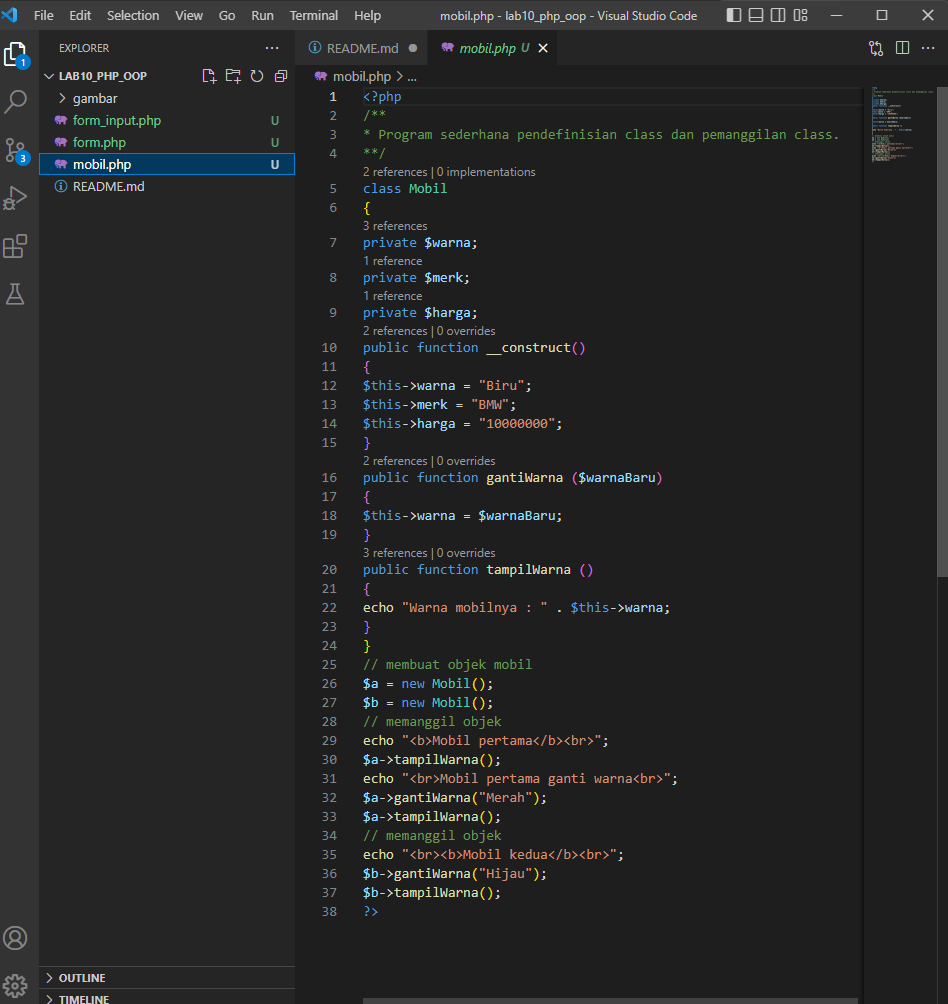 File Edit Selection View Go Run Terminal Help mobil.php - lab10_php_oop - Visual Studio Code
EXPLORER ...
README.md ●
mobil.php U
LAB10_PHP_OOP
mobil.php > ...
gambar
form_input.php U
form.php U
mobil.php U
README.md
1
3
1 <?php
2 /**
3 * Program sederhana pendefinisian class dan pemanggilan class.
4 **/
2 references | 0 implementations
5 class Mobil
6 {
3 references
7 private $warna;
1 reference
8 private $merk;
1 reference
9 private $harga;
2 references | 0 overrides
10 public function __construct()
11 {
12 $this->warna = "Biru";
13 $this->merk = "BMW";
14 $this->harga = "10000000";
15 }
2 references | 0 overrides
16 public function gantiWarna ($warnaBaru)
17 {
18 $this->warna = $warnaBaru;
19 }
3 references | 0 overrides
20 public function tampilWarna ()
21 {
22 echo "Warna mobilnya : " . $this->warna;
23 }
24 }
25 // membuat objek mobil
26 $a = new Mobil();
27 $b = new Mobil();
28 // memanggil objek
29 echo "<b>Mobil pertama</b><br>";
30 $a->tampilWarna();
31 echo "<br>Mobil pertama ganti warna<br>";
32 $a->gantiWarna("Merah");
33 $a->tampilWarna();
34 // memanggil objek
35 echo "<br><b>Mobil kedua</b><br>";
36 $b->gantiWarna("Hijau");
37 $b->tampilWarna();
38 ?>
OUTLINE
TIMELINE